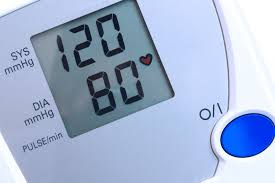 SYS
mmHg
120
DIA
mmHg
80
PULSE/min
O/I